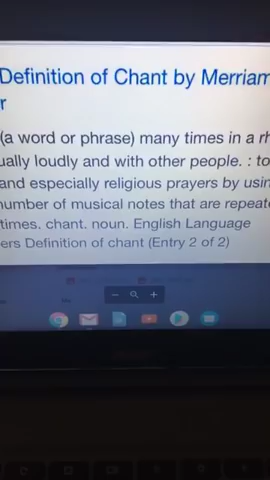 Definition of Chant by Merriam
r
(a word or phrase) many times in a rh
ually loudly and with other people. : to
and especially religious prayers by usin
number of musical notes that are repeate
times. chant. noun. English Language
ers Definition of chant (Entry 2 of 2)